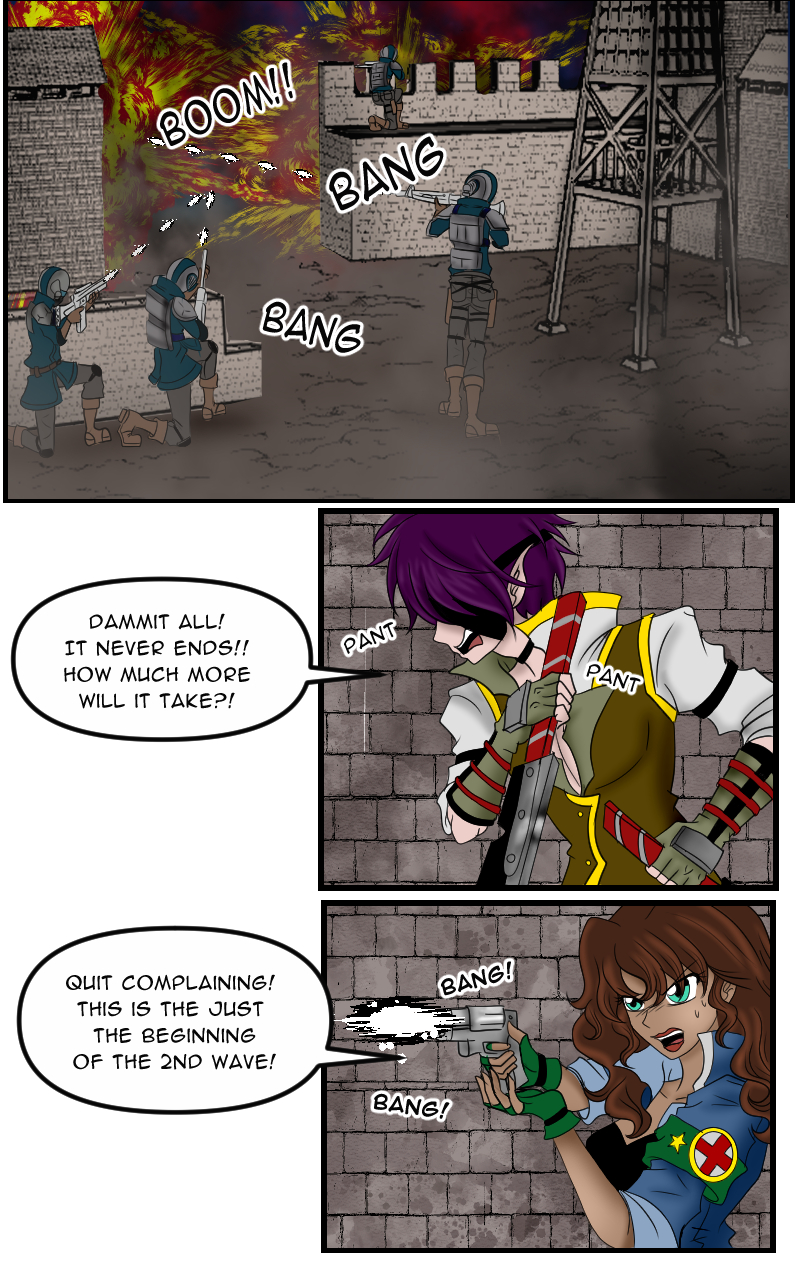 BOOM!!
BANG
BANG
DAMMIT ALL!
IT NEVER ENDS!!
HOW MUCH MORE
WILL IT TAKE?!
PANT
PANT
BANG!
QUIT COMPLAINING!
THIS IS THE JUST
THE BEGINNING
OF THE 2ND WAVE!
BANG!